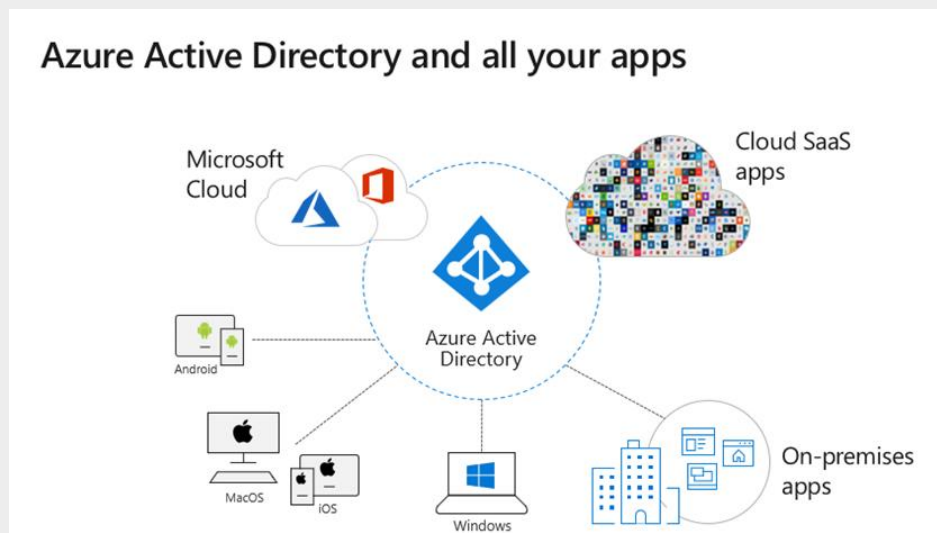 Azure Active Directory and all your apps
Microsoft
Cloud
Cloud SaaS
apps
Azure Active
Directory
Android
MacOS
iOS
Windows
On-premises
apps